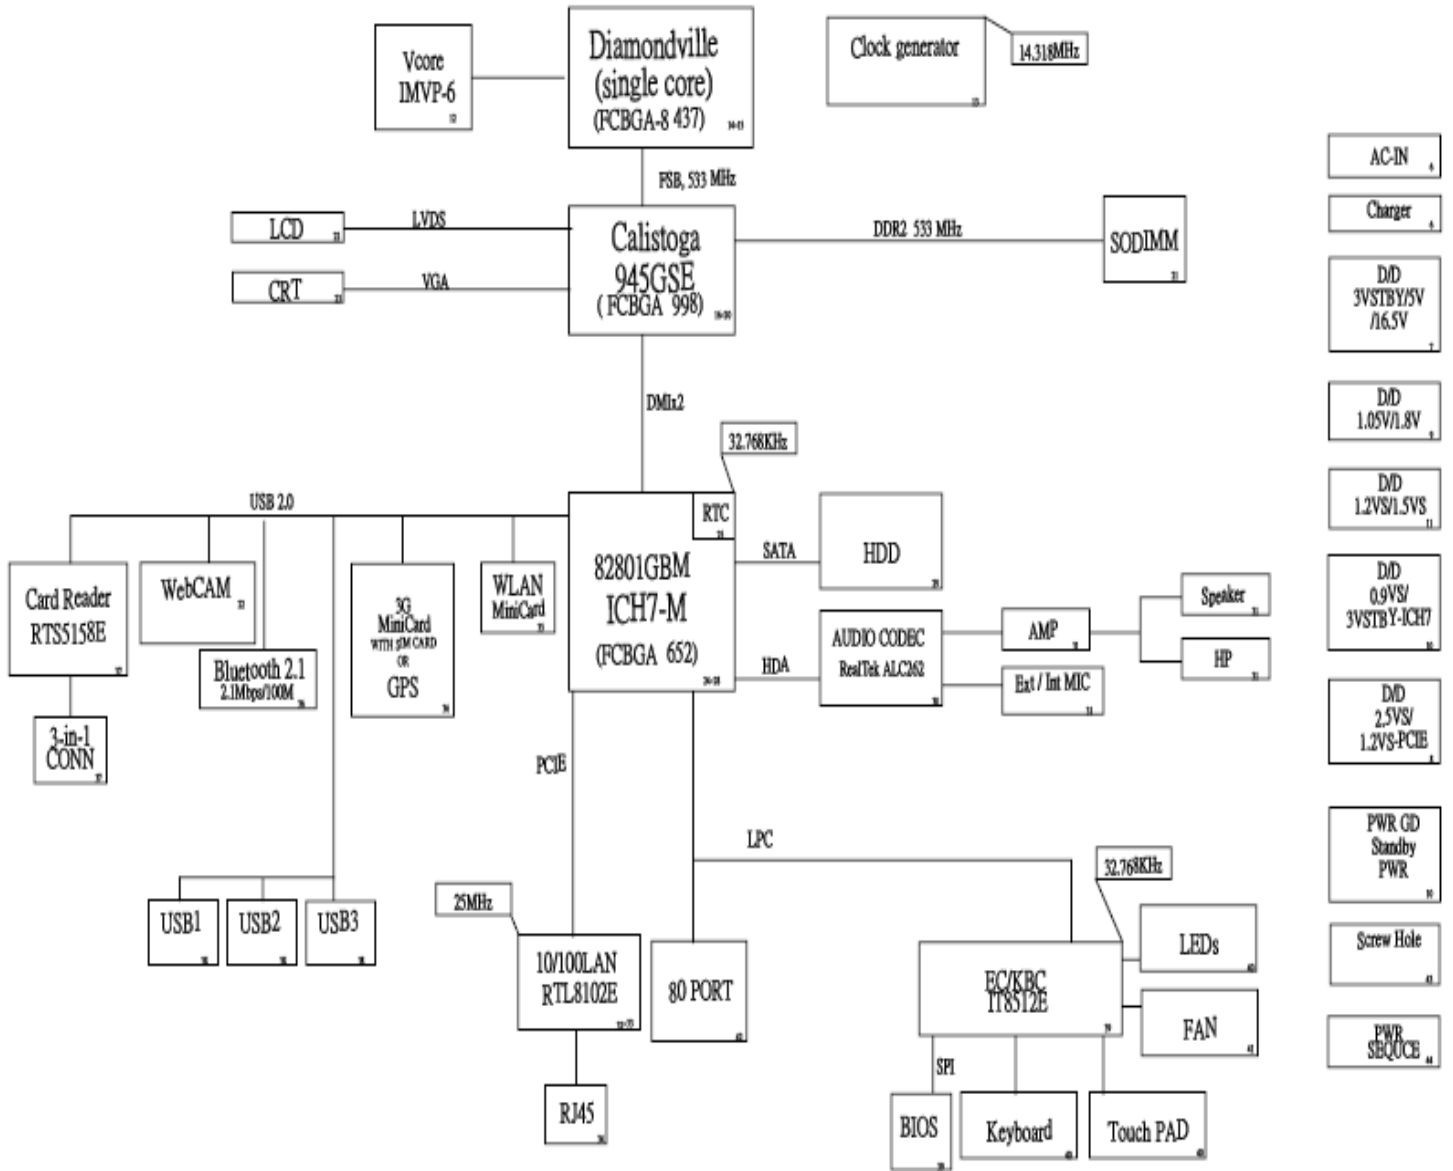 Vcore
IMVP-6
Diamondville
(single core)
(FCBGA-8 437)
Clock generator
14.318MHz
FSB, 533 MHz
AC-IN
Charger
LCD
LVDS
CRT
VGA
Calistoga
945GSE
( FCBGA 998)
DDR2 533 MHz
SODIMM
D/D
3VSTBY/5V
/16.5V
DMIx2
D/D
1.05V/1.8V
32.768KHz
USB 2.0
RTC
82801GBM
ICH7-M
(FCBGA 652)
SATA
HDD
D/D
1.2VS/1.5VS
Card Reader
RTS5158E
WebCAM
Bluetooth 2.1
2.1Mbps/100M
3G
MiniCard
WITH SIM CARD
OR
GPS
WLAN
MiniCard
HDA
AUDIO CODEC
RealTek ALC262
AMP
Ext / Int MIC
Speaker
HP
D/D
0.9VS/
3VSTBY-ICH7
3-in-1
CONN
PCIE
D/D
2.5VS/
1.2VS-PCIE
LPC
PWR GD
Standby
PWR
32.768KHz
25MHz
USB1
USB2
USB3
10/100LAN
RTL8102E
80 PORT
EC/KBC
IT8512E
LEDs
FAN
Screw Hole
PWR
SEQUCE
SPI
RJ45
BIOS
Keyboard
Touch PAD